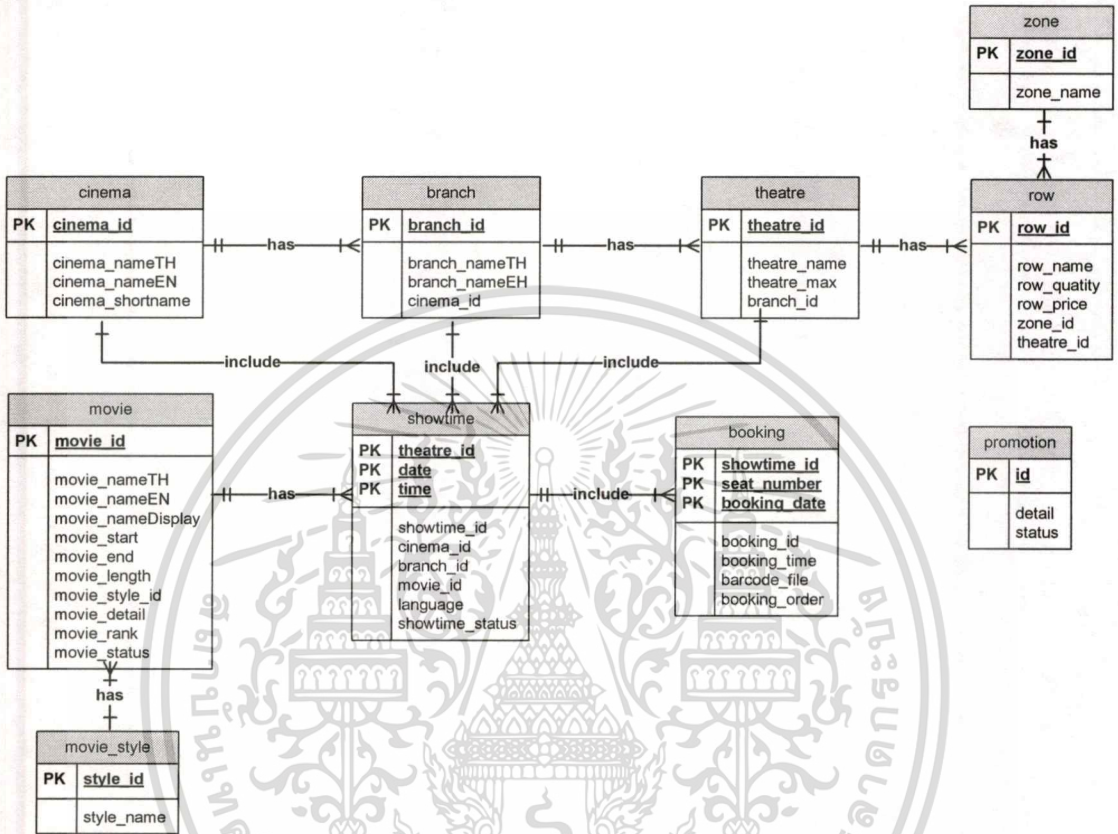 zone
PK zone_id
zone_name
has
cinema
PK cinema_id
cinema_nameTH
cinema_nameEN
cinema_shortname
has
branch
PK branch_id
branch_nameTH
branch_nameEH
cinema_id
has
theatre
PK theatre_id
theatre_name
theatre_max
branch_id
has
row
PK row_id
row_name
row_quatity
row_price
zone_id
theatre_id
include
include
include
movie
PK movie_id
movie_nameTH
movie_nameEN
movie_nameDisplay
movie_start
movie_end
movie_length
movie_style_id
movie_detail
movie_rank
movie_status
has
showtime
PK theatre_id
PK date
PK time
showtime_id
cinema_id
branch_id
movie_id
language
showtime_status
include
booking
PK showtime_id
PK seat_number
PK booking_date
booking_id
booking_time
barcode_file
booking_order
promotion
PK id
detail
status
has
movie_style
PK style_id
style_name